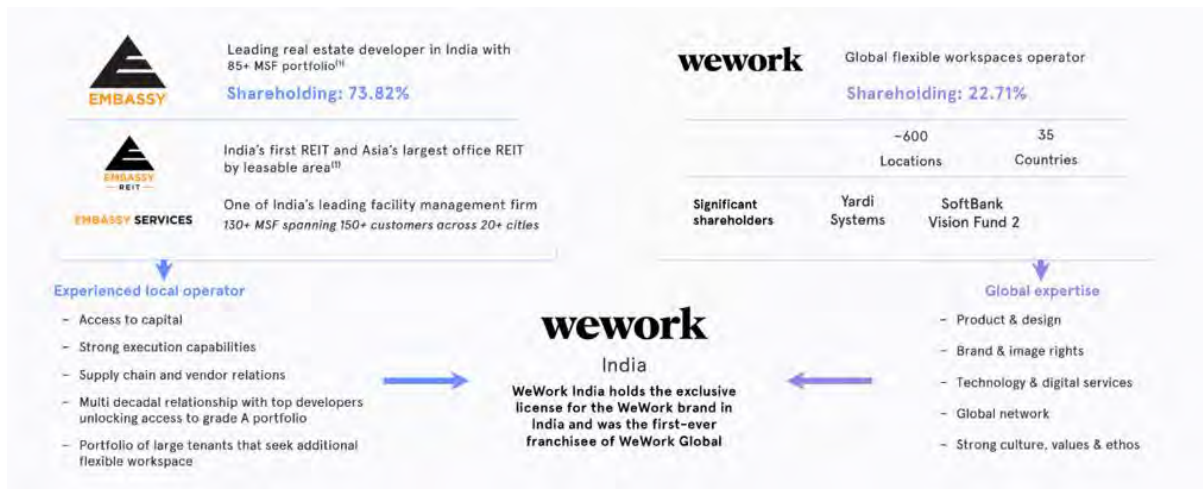 EMBASSY
Leading real estate developer in India with
85+ MSF portfolio[1]
Shareholding: 73.82%
EMBASSY
— REIT —
India's first REIT and Asia's largest office REIT
by leasable area[1]
EMBASSY SERVICES
One of India's leading facility management firm
130+ MSF spanning 150+ customers across 20+ cities
Experienced local operator
– Access to capital
– Strong execution capabilities
– Supply chain and vendor relations
– Multi decadal relationship with top developers
unlocking access to grade A portfolio
– Portfolio of large tenants that seek additional
flexible workspace
wework
India
WeWork India holds the exclusive
license for the WeWork brand in
India and was the first-ever
franchisee of WeWork Global
wework
Global flexible workspaces operator
Shareholding: 22.71%
~600
Locations
35
Countries
Significant
shareholders
Yardi
Systems
SoftBank
Vision Fund 2
Global expertise
– Product & design
– Brand & image rights
– Technology & digital services
– Global network
– Strong culture, values & ethos